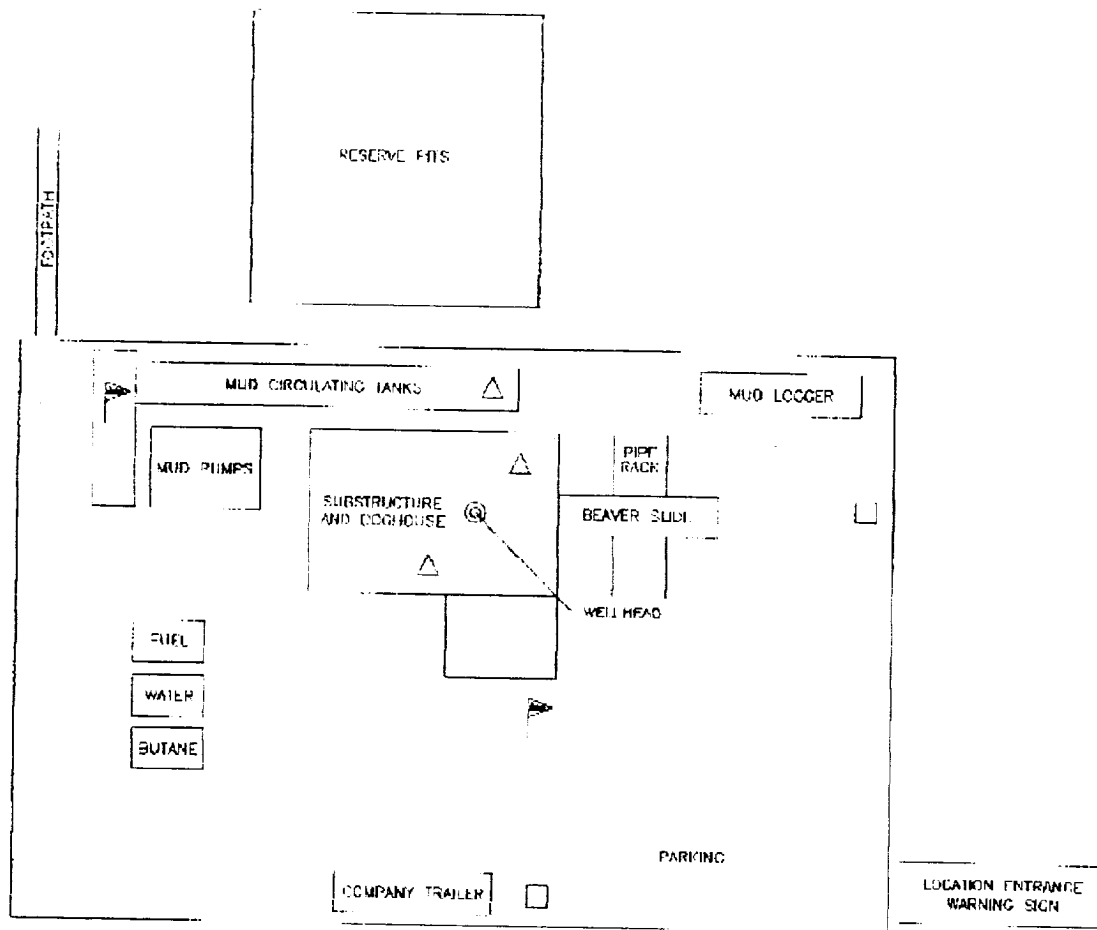 RESERVE PITS
FOOTPATH
MUD CIRCULATING TANKS
MUD LOGGER
MUD PUMPS
PIPE
RACK
SUBSTRUCTURE
AND DOGHOUSE
BEAVER SLIDE
WELL HEAD
FUEL
WATER
BUTANE
PARKING
COMPANY TRAILER
LOCATION ENTRANCE
WARNING SIGN